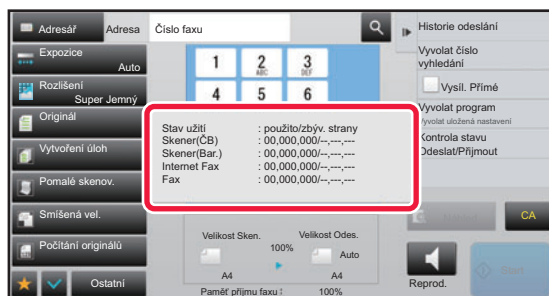 Adresář
Adresa
Číslo faxu
Expozice
Auto
Rozlišení
Super Jemný
Originál
Vytvoření úloh
Pomalé skenov.
Smíšená vel.
Počítání originálů
Ostatní
1
2
ABC
3
DEF
4
5
6
Stav užití : použito/zbýv. strany
Skener(ČB) : 00,000,000/--,---,---
Skener(Bar.) : 00,000,000/--,---,---
Internet Fax : 00,000,000/--,---,---
Fax : 00,000,000/--,---,---
Velikost Sken.
100%
Velikost Odes.
Auto
A4
A4
Paměť příjmu faxu: 100%
Historie odeslání
Vyvolat číslo
vyhledání
Vysíl. Přímé
Vyvolat program
Vyvolat uložená nastavení
Kontrola stavu
Odeslat/Přijmout
CA
Reprod.
Start